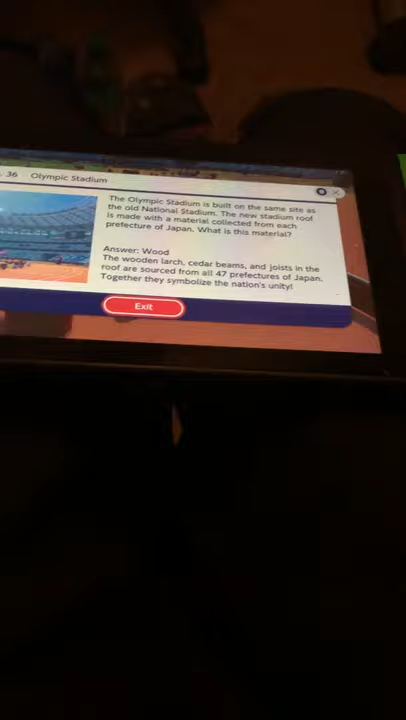 36 Olympic Stadium
The Olympic Stadium is built on the same site as
the old National Stadium. The new stadium roof
is made with a material collected from each
prefecture of Japan. What is this material?
Answer: Wood
The wooden larch, cedar beams, and joists in the
roof are sourced from all 47 prefectures of Japan.
Together they symbolize the nation's unity!
Exit